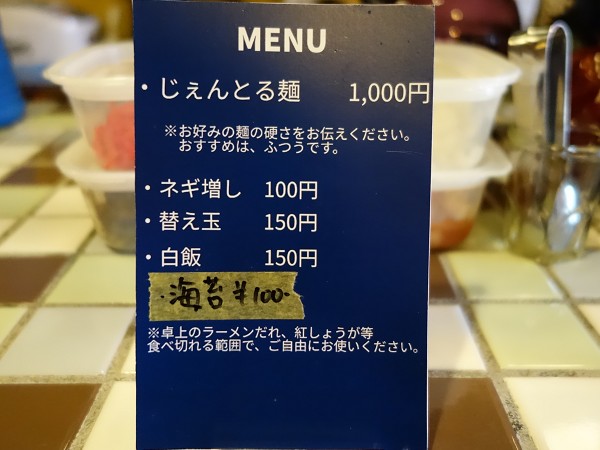 MENU
・じぇんとる麺 1,000円
※お好みの麺の硬さをお伝えください。
おすすめは、ふつうです。
・ネギ増し 100円
・替え玉 150円
・白飯 150円
・海苔¥100-
※卓上のラーメンだれ、紅しょうが等
食べ切れる範囲で、ご自由にお使いください。